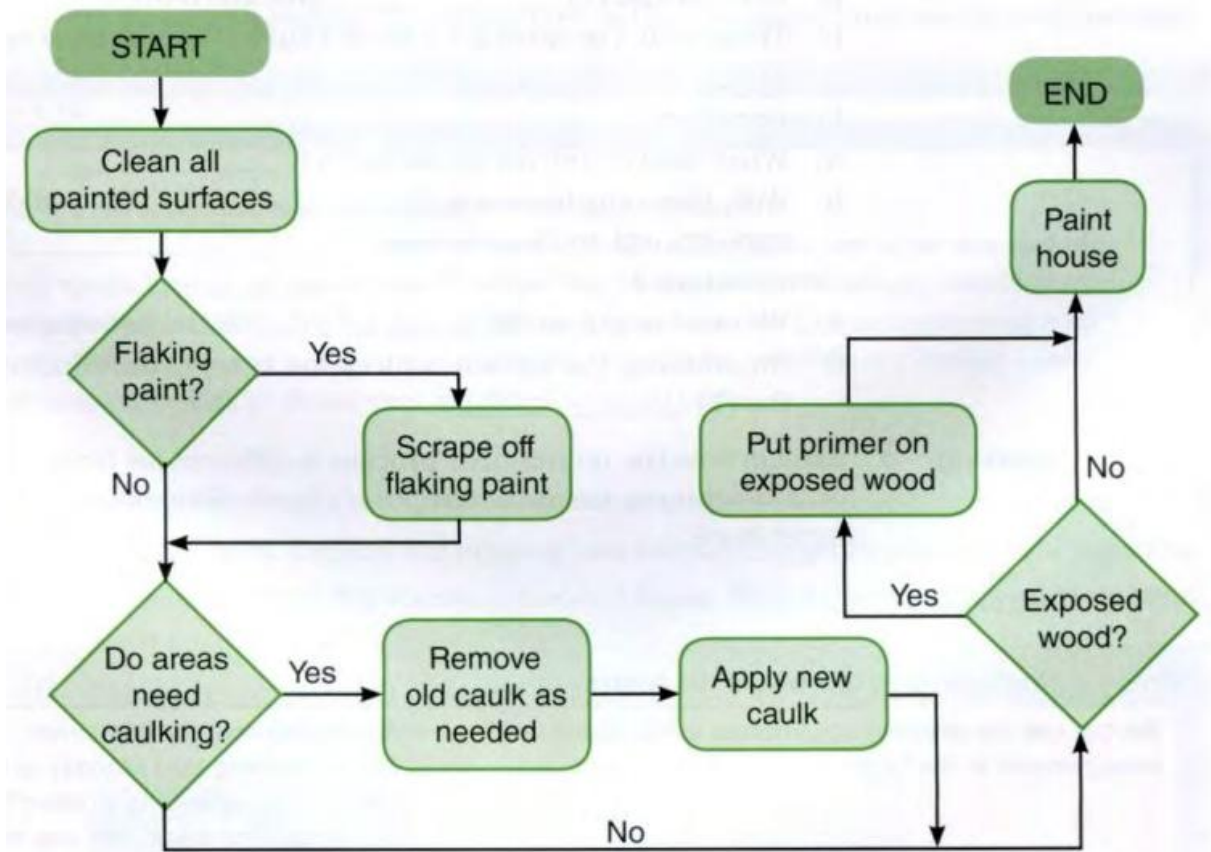 START
Clean all
painted surfaces
Flaking
paint?
Yes
No
Scrape off
flaking paint
Do areas
need
caulking?
Yes
Remove
old caulk as
needed
Apply new
caulk
No
Exposed
wood?
Yes
Put primer on
exposed wood
No
Paint
house
END